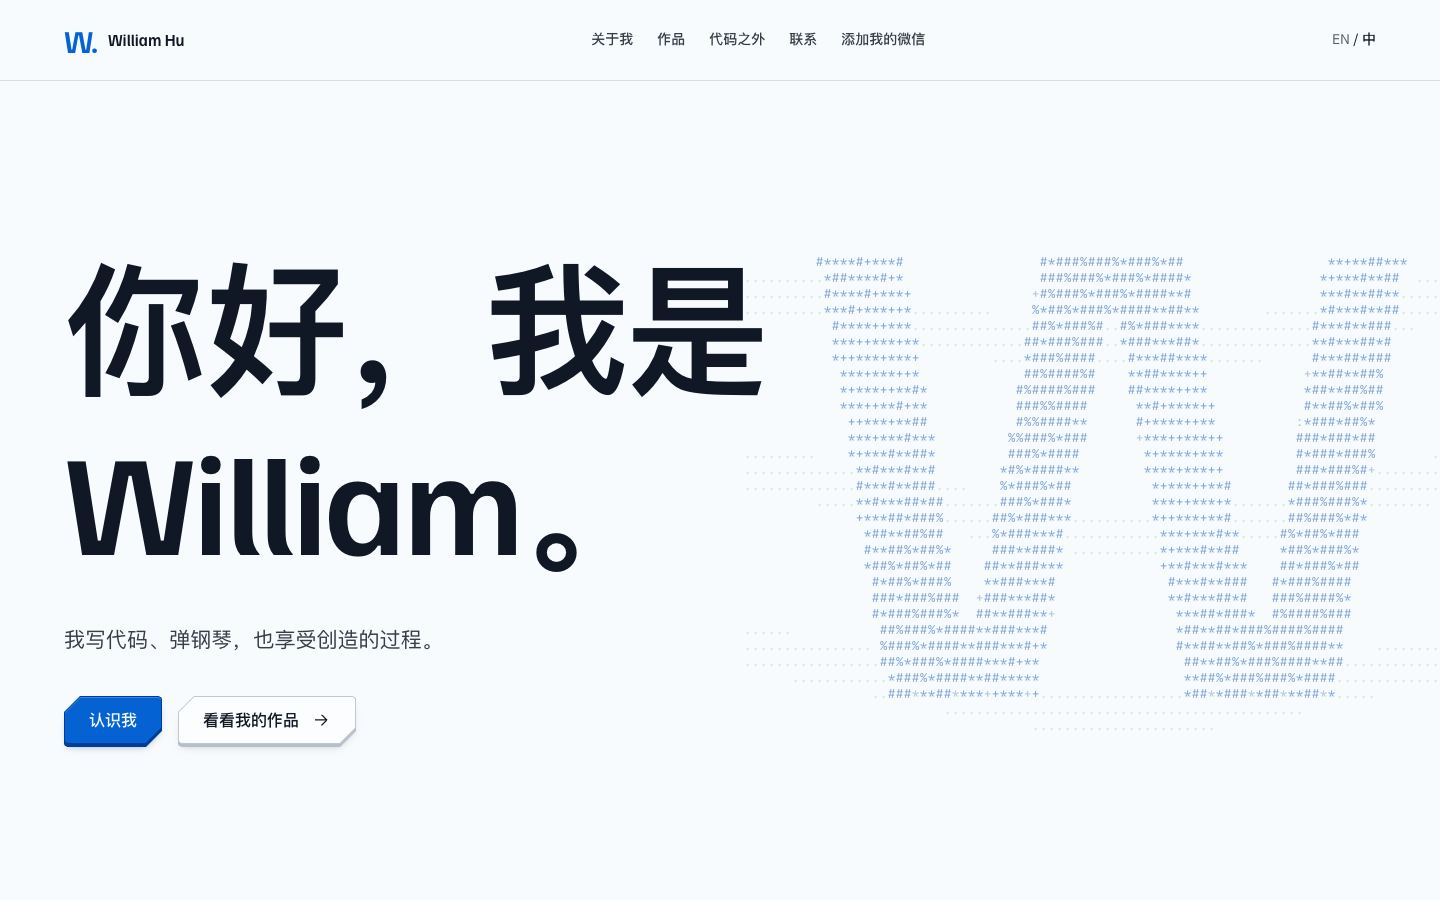 W. William Hu
关于我 作品 代码之外 联系 添加我的微信
EN / 中
你好，我是
William。
我写代码、弹钢琴，也享受创造的过程。
认识我
看看我的作品 →